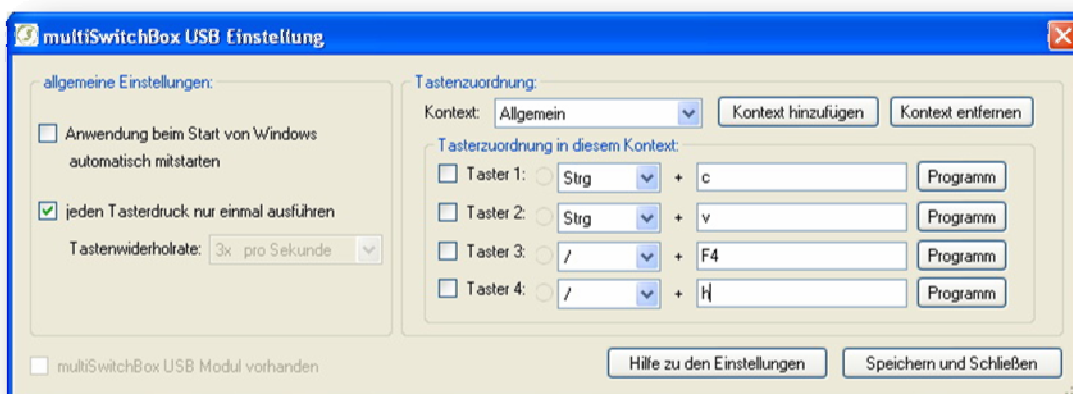 multiSwitchBox USB Einstellung
allgemeine Einstellungen:
Anwendung beim Start von Windows
automatisch mitstarten
jeden Tasterdruck nur einmal ausführen
Tastenwiderholrate: 3x pro Sekunde
multiSwitchBox USB Modul vorhanden
Tastenzuordnung:
Kontext: Allgemein Kontext hinzufügen Kontext entfernen
Tasterzuordnung in diesem Kontext:
Taster 1: Strg + c Programm
Taster 2: Strg + v Programm
Taster 3: / + F4 Programm
Taster 4: / + h Programm
Hilfe zu den Einstellungen Speichern und Schließen